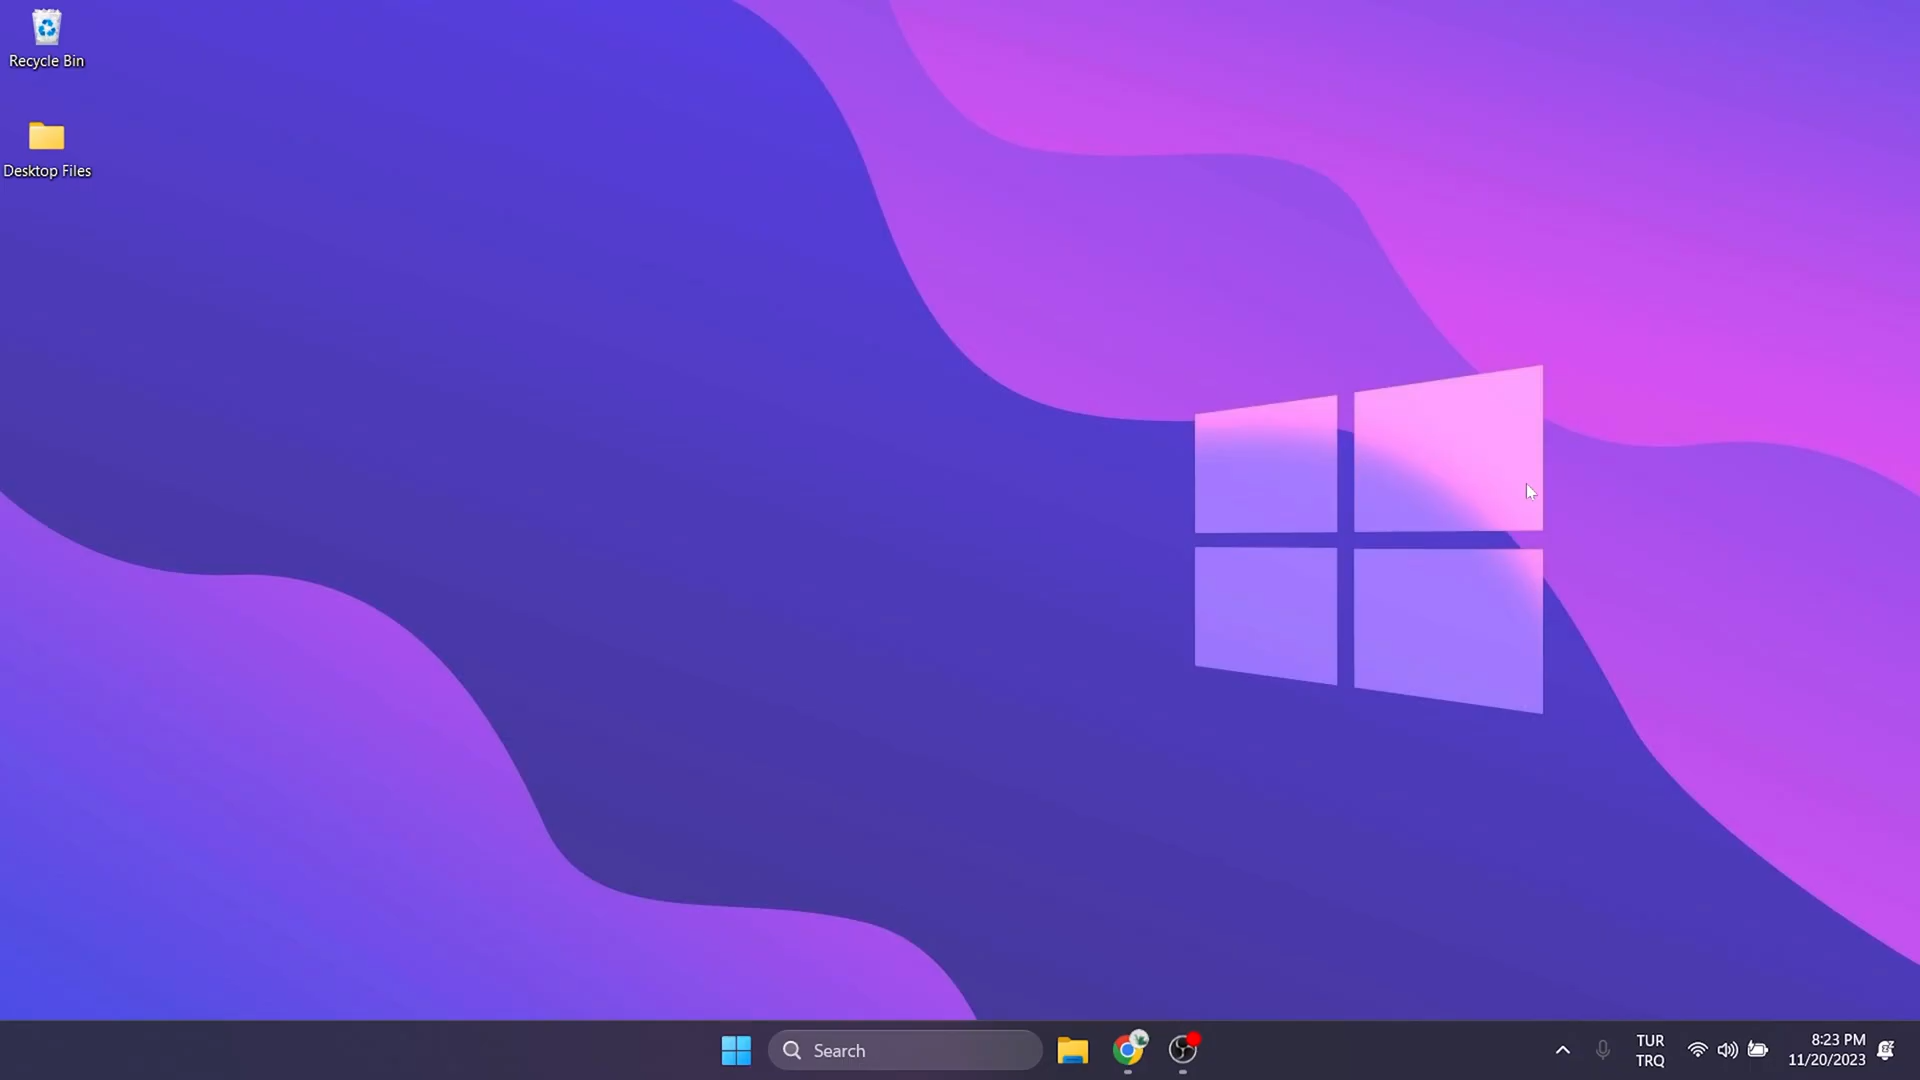 Recycle Bin
Desktop Files
Search
TUR
TRQ
8:23 PM
11/20/2023